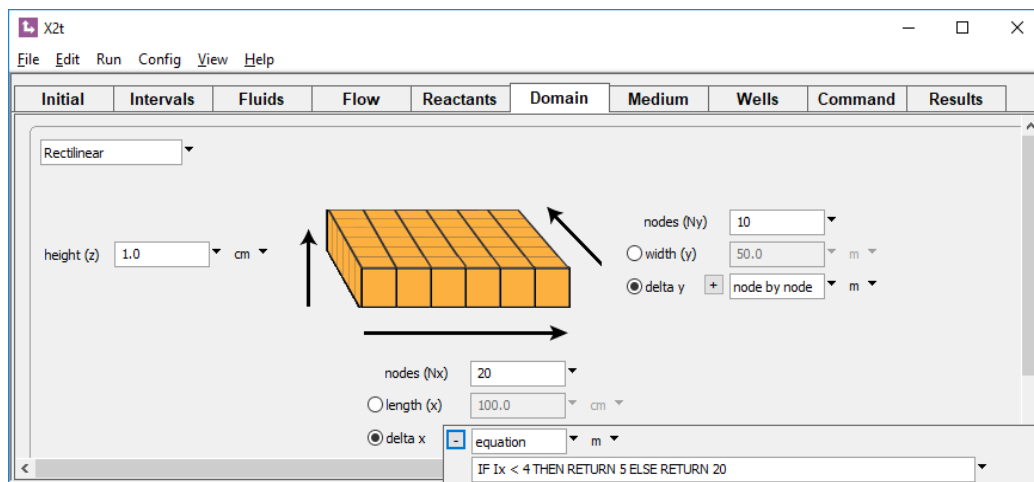 X2t
File Edit Run Config View Help
Initial Intervals Fluids Flow Reactants Domain Medium Wells Command Results
Rectilinear
nodes (Ny) 10
height (z) 1.0 cm
width (y) 50.0 m
delta y + node by node m
nodes (Nx) 20
length (x) 100.0 cm
delta x - equation m
IF Ix < 4 THEN RETURN 5 ELSE RETURN 20